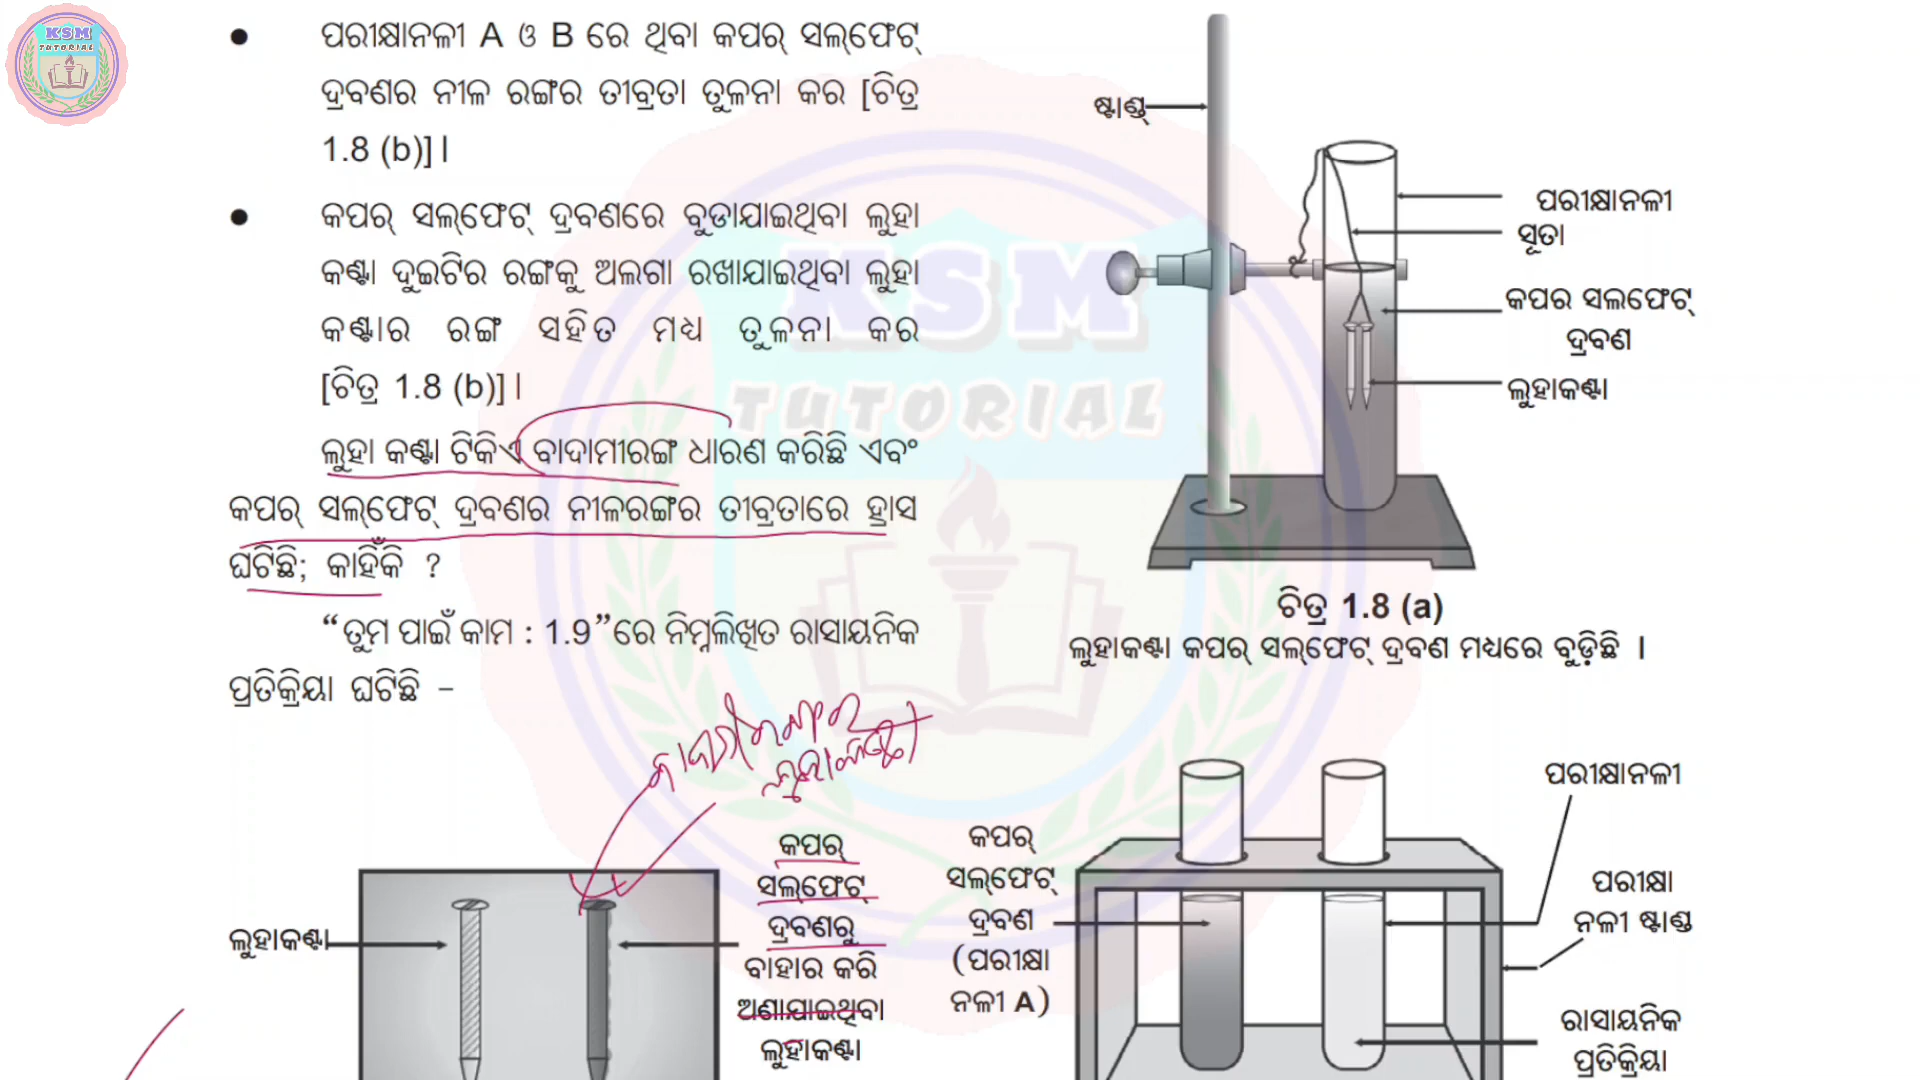 KSM
TUTORIAL
ପରୀକ୍ଷାନଳୀ A ଓ B ରେ ଥିବା କପର୍ ସଲ୍‌ଫେଟ୍
ଦ୍ରବଣର ନୀଳ ରଙ୍ଗର ତୀବ୍ରତା ତୁଳନା କର [ଚିତ୍ର
1.8 (b)]।
କପର୍ ସଲ୍‌ଫେଟ୍ ଦ୍ରବଣରେ ବୁଡାଯାଇଥିବା ଲୁହା
କଣ୍ଟା ଦୁଇଟିର ରଙ୍ଗକୁ ଅଲଗା ରଖାଯାଇଥିବା ଲୁହା
କଣ୍ଟାର ରଙ୍ଗ ସହିତ ମଧ୍ୟ ତୁଳନା କର
[ଚିତ୍ର 1.8 (b)]।
ଲୁହା କଣ୍ଟା ଟିକିଏ ବାଦାମୀରଙ୍ଗ ଧାରଣ କରିଛି ଏବଂ
କପର୍ ସଲ୍‌ଫେଟ୍ ଦ୍ରବଣର ନୀଳରଙ୍ଗର ତୀବ୍ରତାରେ ହ୍ରାସ
ଘଟିଛି; କାହିଁକି ?
“ତୁମ ପାଇଁ କାମ : 1.9”ରେ ନିମ୍ନଲିଖିତ ରାସାୟନିକ
ପ୍ରତିକ୍ରିୟା ଘଟିଛି –
ଷ୍ଟାଣ୍ଡ୍
ପରୀକ୍ଷାନଳୀ
ସୂତା
କପର ସଲଫେଟ୍
ଦ୍ରବଣ
ଲୁହାକଣ୍ଟା
ଚିତ୍ର 1.8 (a)
ଲୁହାକଣ୍ଟା କପର୍ ସଲ୍‌ଫେଟ୍ ଦ୍ରବଣ ମଧ୍ୟରେ ବୁଡ଼ିଛି ।
KSM
TUTORIAL
ଲୁହାକଣ୍ଟା
କପର୍
ସଲ୍‌ଫେଟ୍
ଦ୍ରବଣରୁ
ବାହାର କରି
ଅଣାଯାଇଥିବା
ଲୁହାକଣ୍ଟା
କପର୍
ସଲ୍‌ଫେଟ୍
ଦ୍ରବଣ
(ପରୀକ୍ଷା
ନଳୀ A)
ପରୀକ୍ଷାନଳୀ
ପରୀକ୍ଷା
ନଳୀ ଷ୍ଟାଣ୍ଡ
ରାସାୟନିକ
ପ୍ରତିକ୍ରିୟା